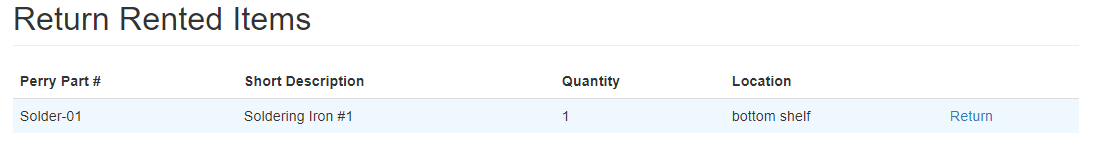 Return Rented Items
Perry Part # Short Description Quantity Location
Solder-01 Soldering Iron #1 1 bottom shelf Return